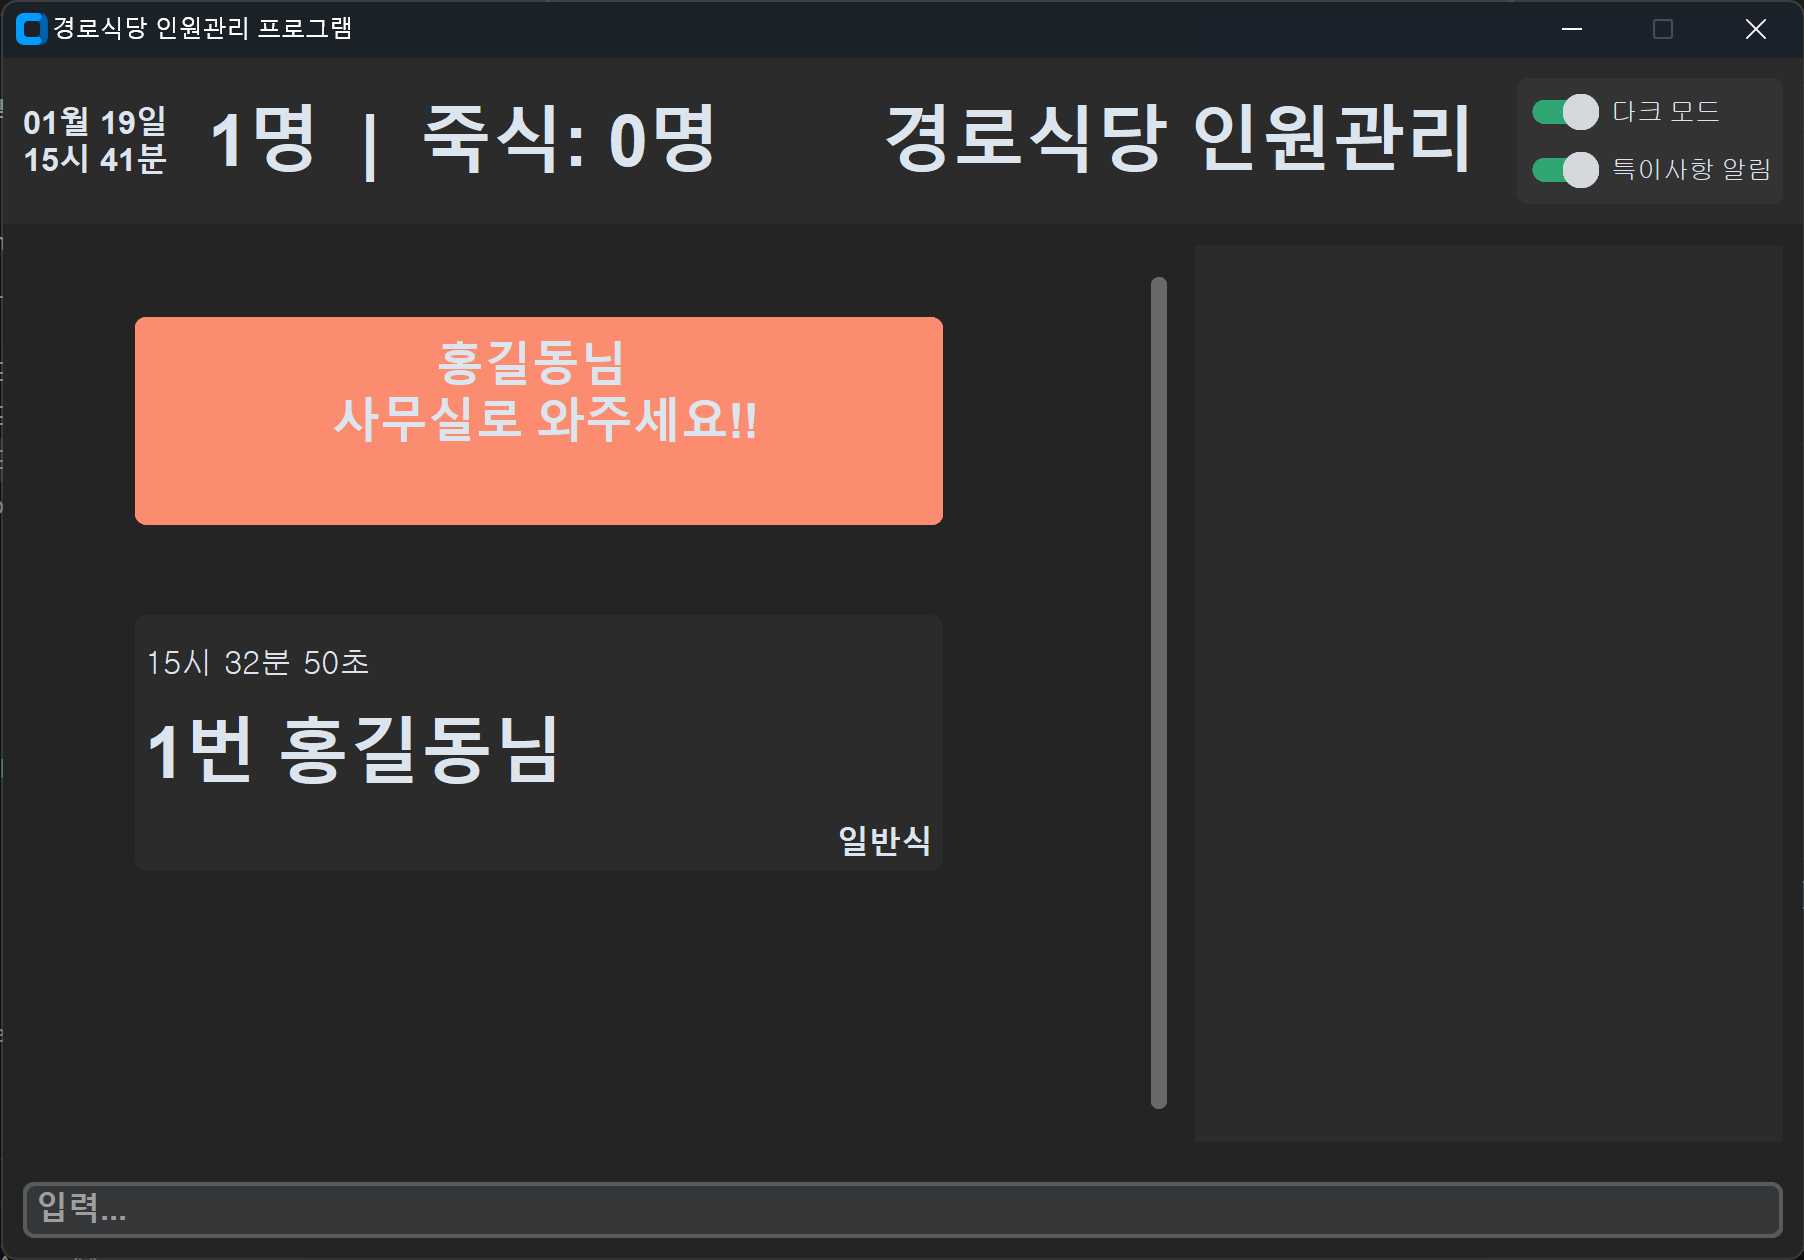 경로식당 인원관리 프로그램
01월 19일
15시 41분
1명 | 죽식: 0명
경로식당 인원관리
다크 모드
특이사항 알림
홍길동님
사무실로 와주세요!!
15시 32분 50초
1번 홍길동님
일반식
입력...